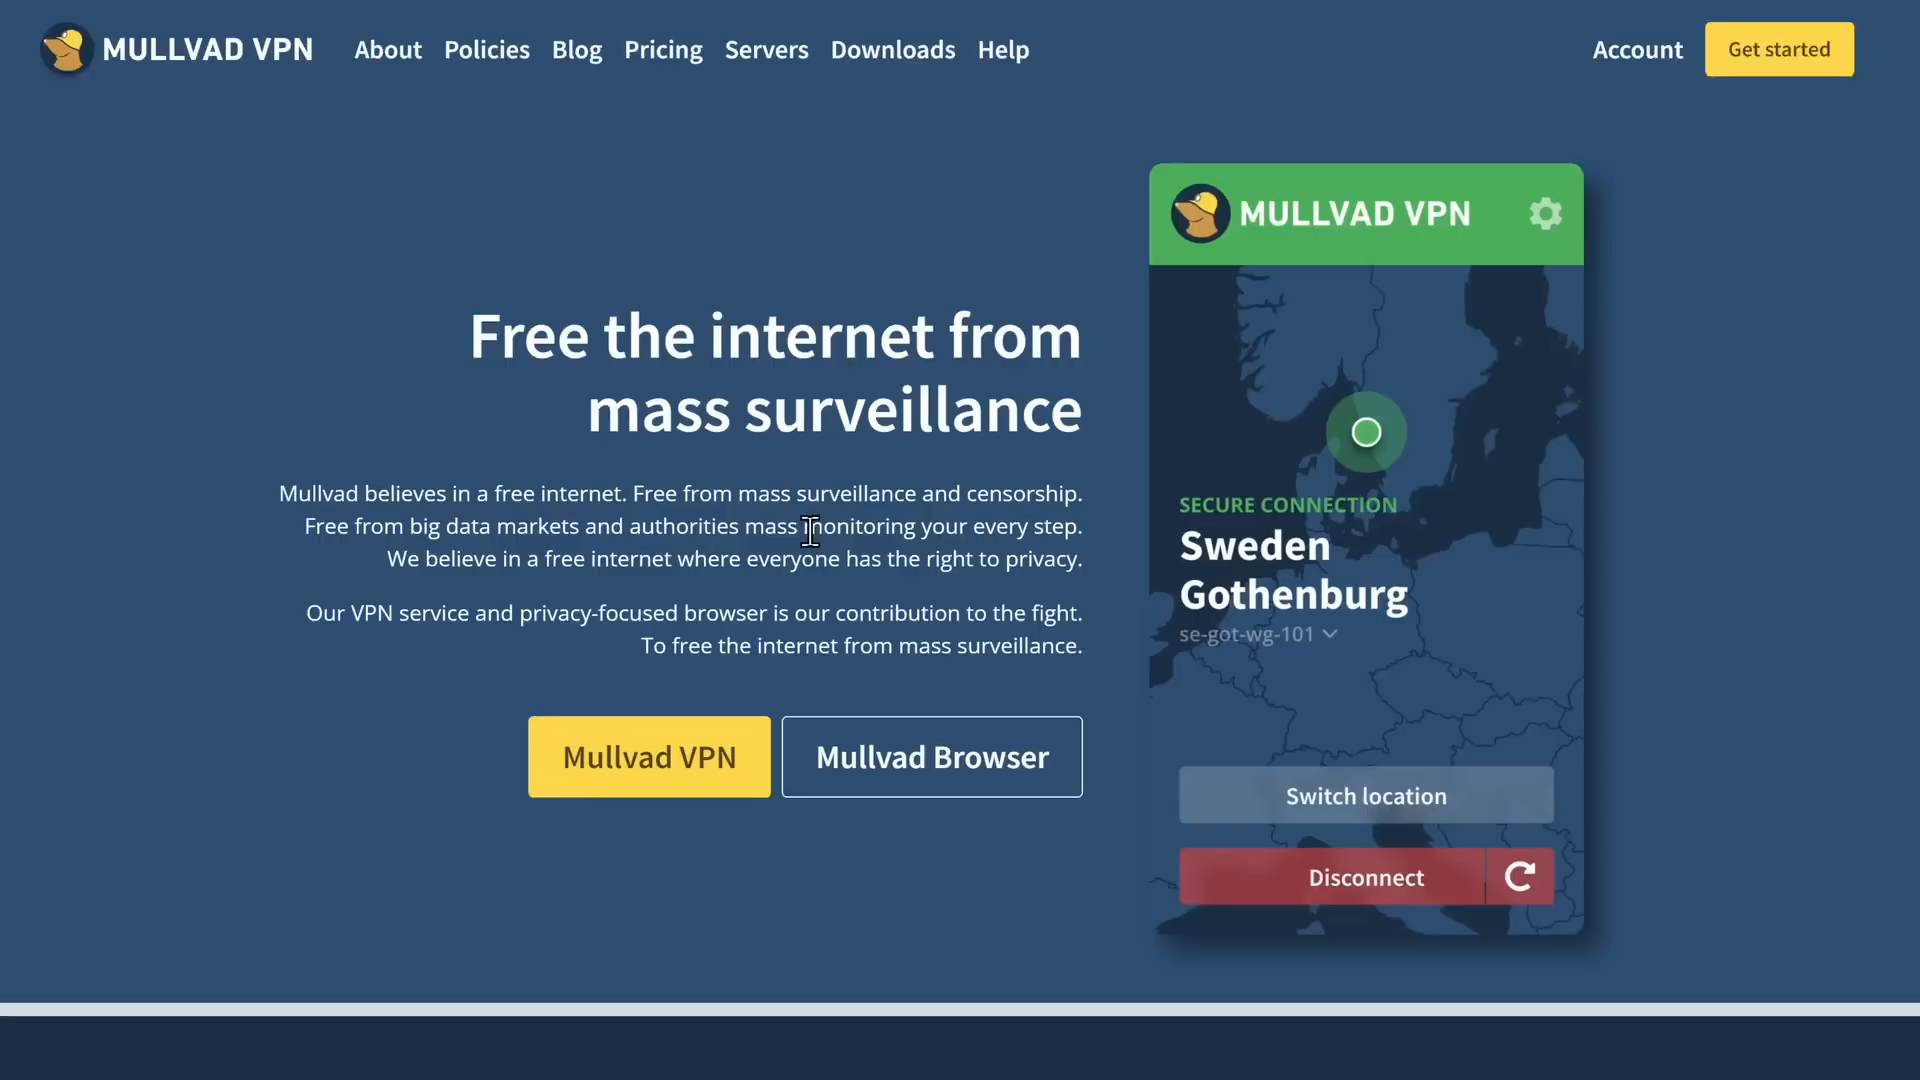 MULLVAD VPN
About Policies Blog Pricing Servers Downloads Help
Account Get started
Free the internet from
mass surveillance
Mullvad believes in a free internet. Free from mass surveillance and censorship.
Free from big data markets and authorities mass monitoring your every step.
We believe in a free internet where everyone has the right to privacy.
Our VPN service and privacy-focused browser is our contribution to the fight.
To free the internet from mass surveillance.
Mullvad VPN Mullvad Browser
MULLVAD VPN
SECURE CONNECTION
Sweden
Gothenburg
se-got-wg-101
Switch location
Disconnect